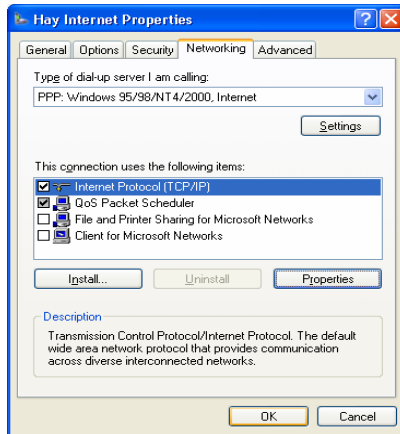 Hay Internet Properties
General Options Security Networking Advanced
Type of dial-up server I am calling:
PPP: Windows 95/98/NT4/2000, Internet
Settings
This connection uses the following items:
Internet Protocol (TCP/IP)
QoS Packet Scheduler
File and Printer Sharing for Microsoft Networks
Client for Microsoft Networks
Install... Uninstall Properties
Description
Transmission Control Protocol/Internet Protocol. The default
wide area network protocol that provides communication
across diverse interconnected networks.
OK Cancel